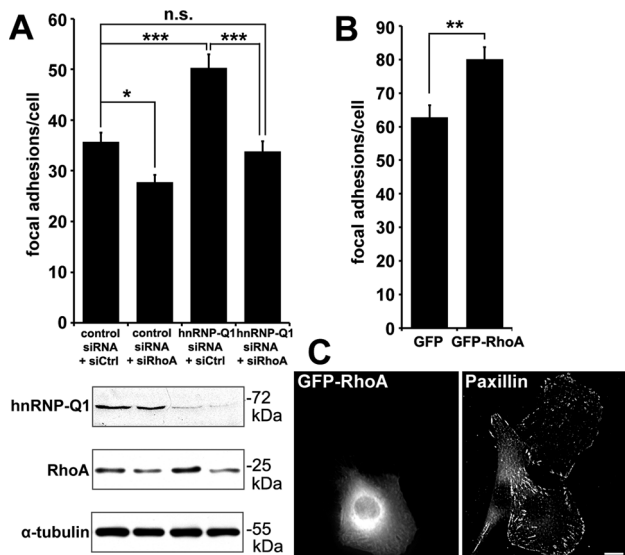 A
n.s.
***
***
*
focal adhesions/cell
60
50
40
30
20
10
0
control siRNA + siCtrl
control siRNA + siRhoA
hnRNP-Q1 siRNA + siCtrl
hnRNP-Q1 siRNA + siRhoA
hnRNP-Q1
-72 kDa
RhoA
-25 kDa
α-tubulin
-55 kDa
B
**
focal adhesions/cell
90
80
70
60
50
40
30
20
10
0
GFP
GFP-RhoA
C
GFP-RhoA
Paxillin